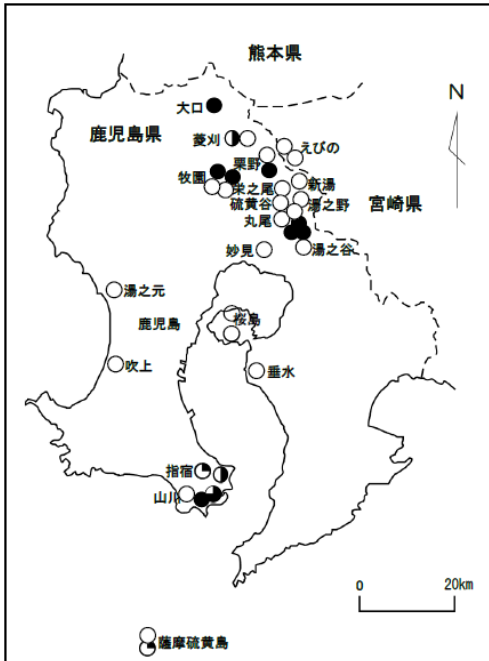 熊本県
大口
N
鹿児島県
菱刈
えびの
栗野
牧園
栄之尾
新湯
硫黄谷
湯之野
宮崎県
丸尾
妙見
湯之谷
湯之元
鹿児島
桜島
吹上
垂水
指宿
山川
0 20km
薩摩硫黄島